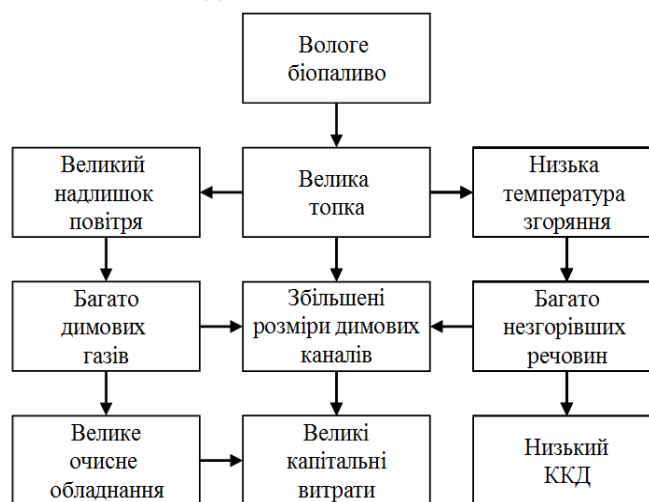 Вологе
біопаливо
Великий
надлишок
повітря
Велика
топка
Низька
температура
згоряння
Багато
димових
газів
Збільшені
розміри димових
каналів
Багато
незгорівших
речовин
Велике
очисне
обладнання
Великі
капітальні
витрати
Низький
ККД